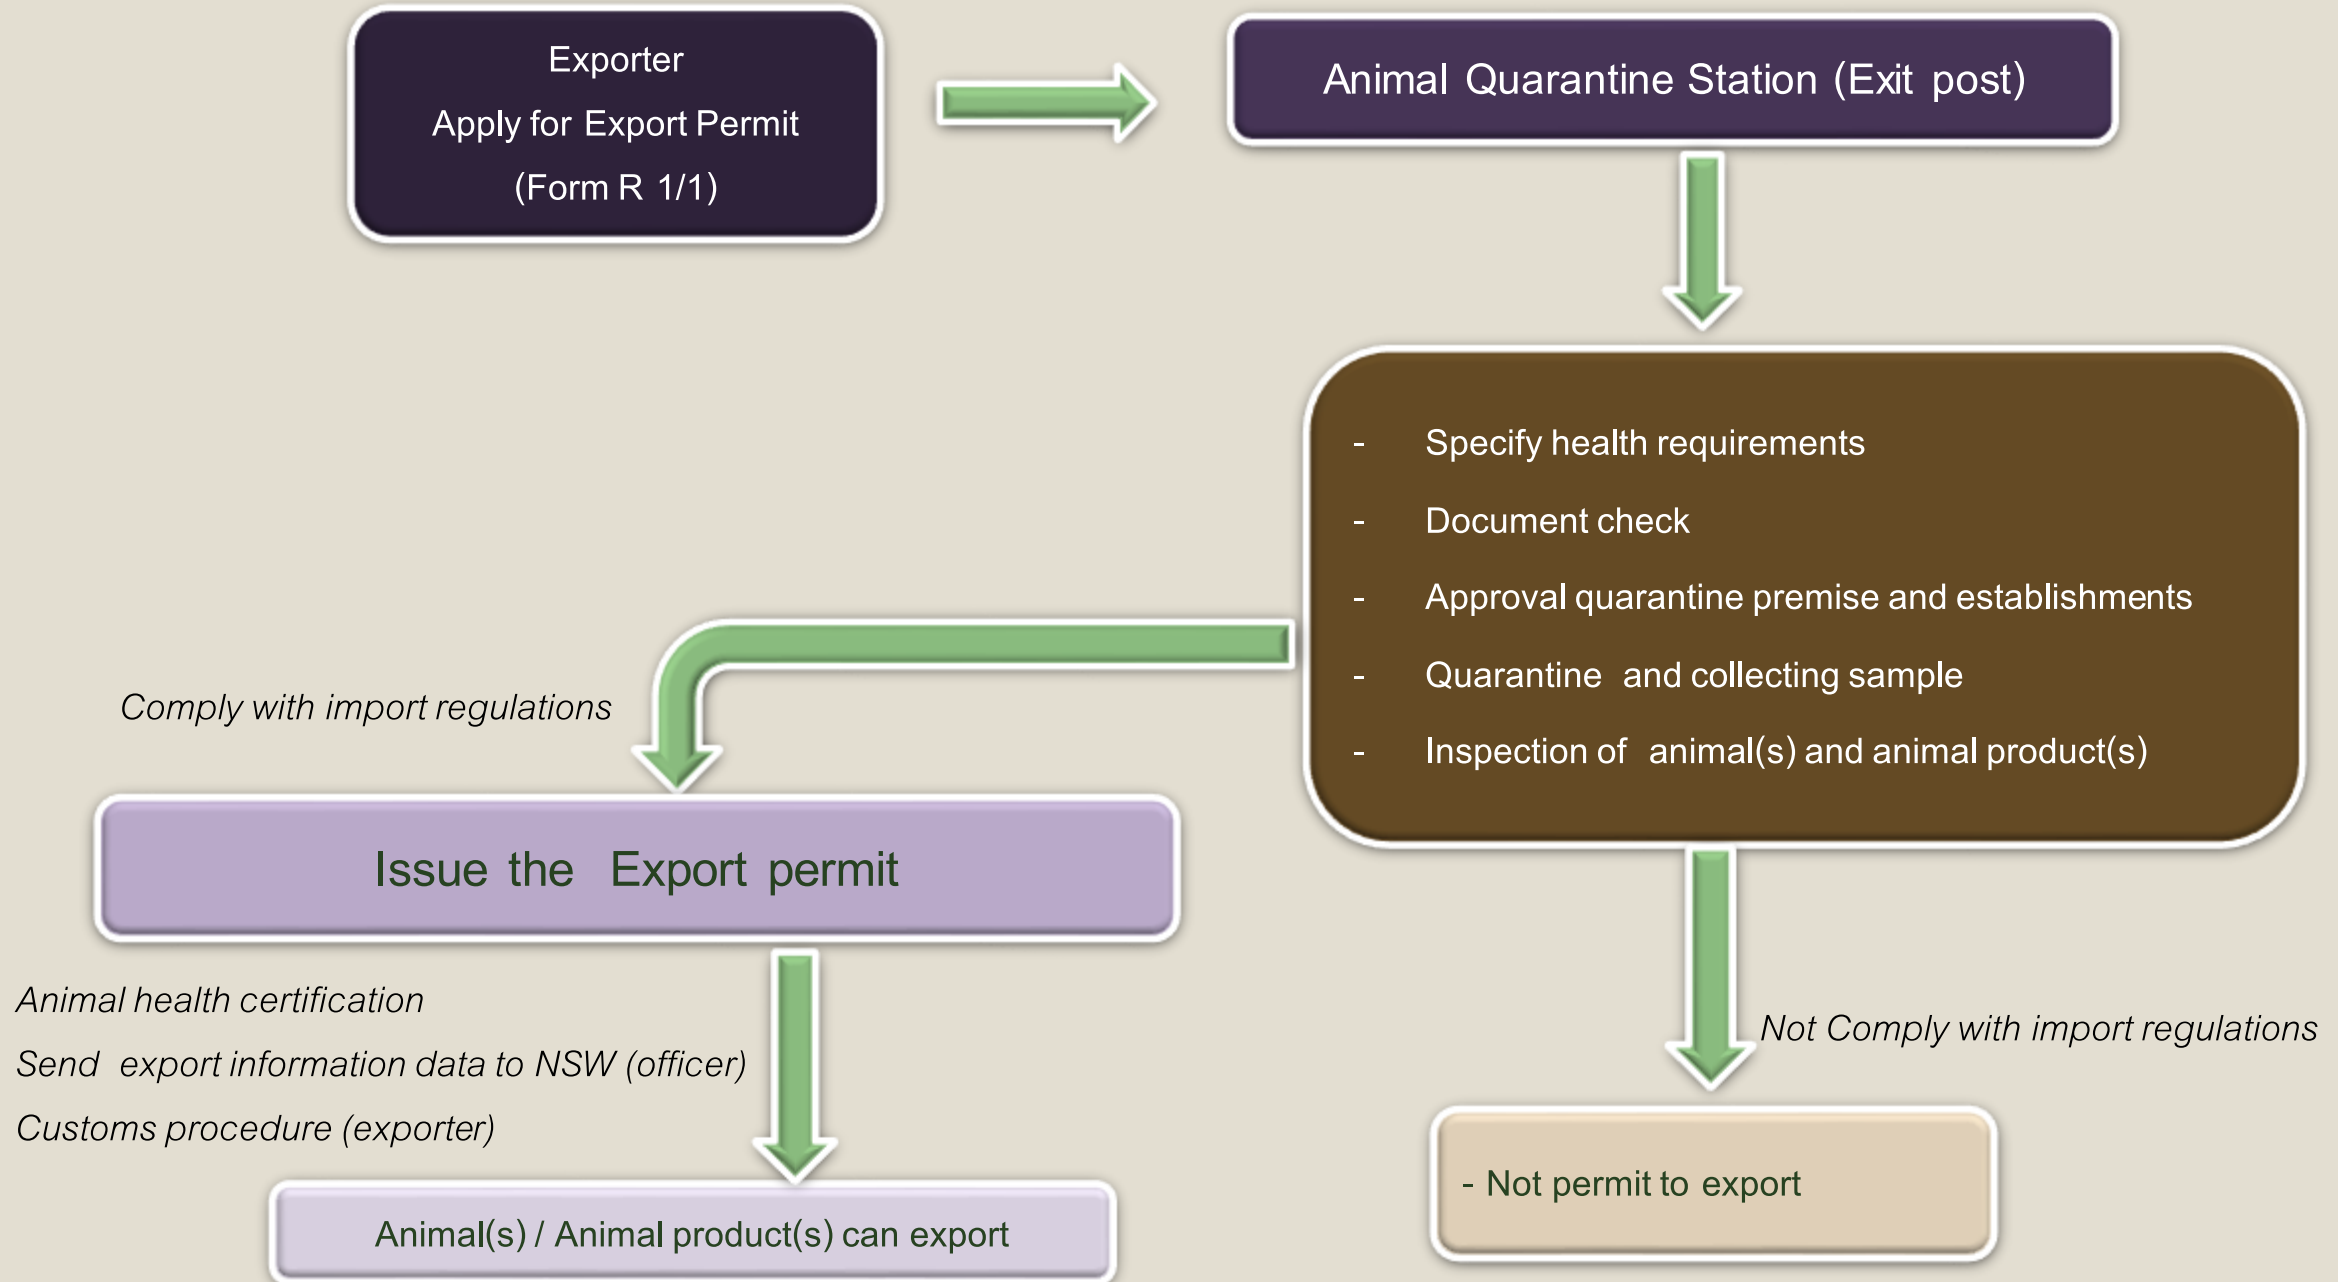 Exporter
Apply for Export Permit
(Form R 1/1)
Animal Quarantine Station (Exit post)
- Specify health requirements
- Document check
- Approval quarantine premise and establishments
- Quarantine and collecting sample
- Inspection of animal(s) and animal product(s)
Comply with import regulations
Issue the Export permit
Animal health certification
Send export information data to NSW (officer)
Customs procedure (exporter)
Animal(s) / Animal product(s) can export
Not Comply with import regulations
- Not permit to export